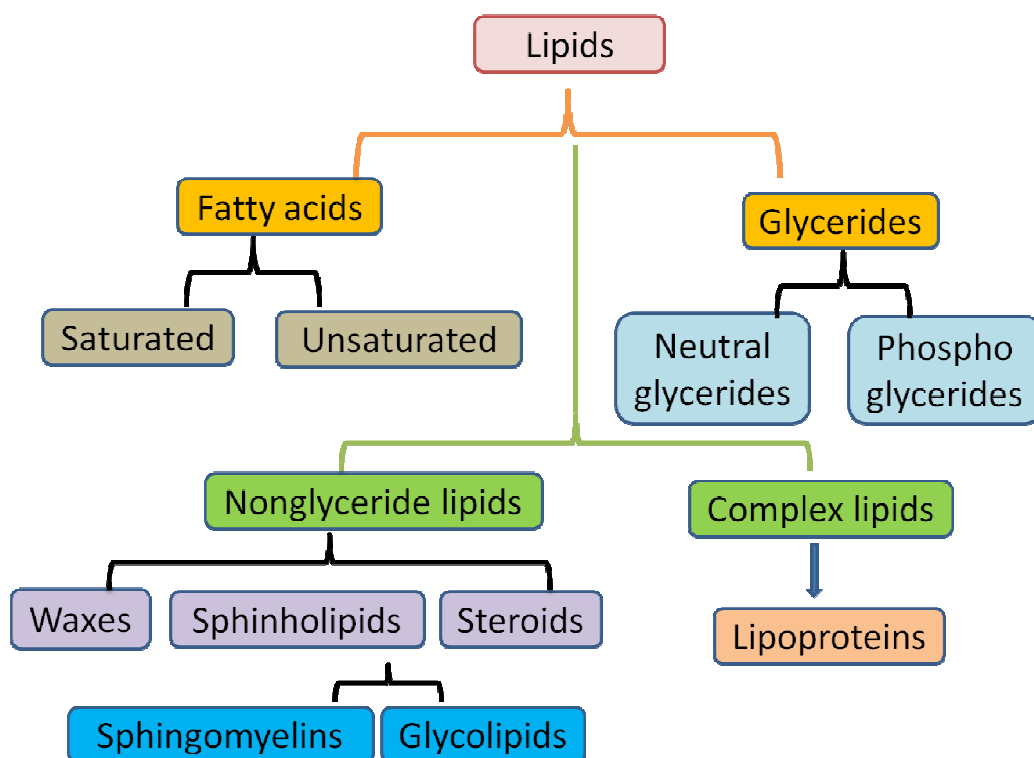 Lipids
Fatty acids
Glycerides
Saturated
Unsaturated
Neutral
glycerides
Phospho
glycerides
Nonglyceride lipids
Complex lipids
Waxes
Sphinholipids
Steroids
Lipoproteins
Sphingomyelins
Glycolipids